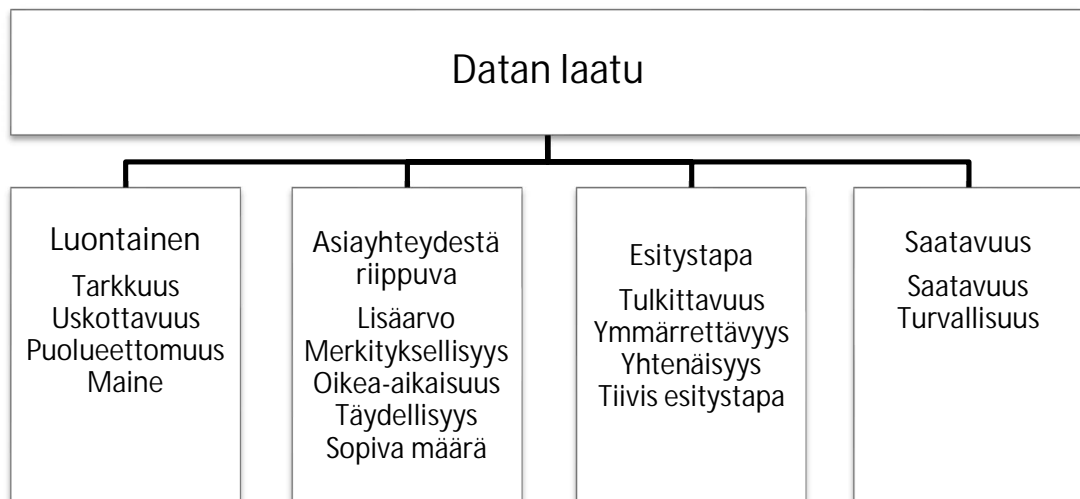 Datan laatu
Luontainen
Tarkkuus
Uskottavuus
Puolueettomuus
Maine
Asiayhteydestä
riippuva
Lisäarvo
Merkityksellisyys
Oikea-aikaisuus
Täydellisyys
Sopiva määrä
Esitystapa
Tulkittavuus
Ymmärrettävyys
Yhtenäisyys
Tiivis esitystapa
Saatavuus
Saatavuus
Turvallisuus